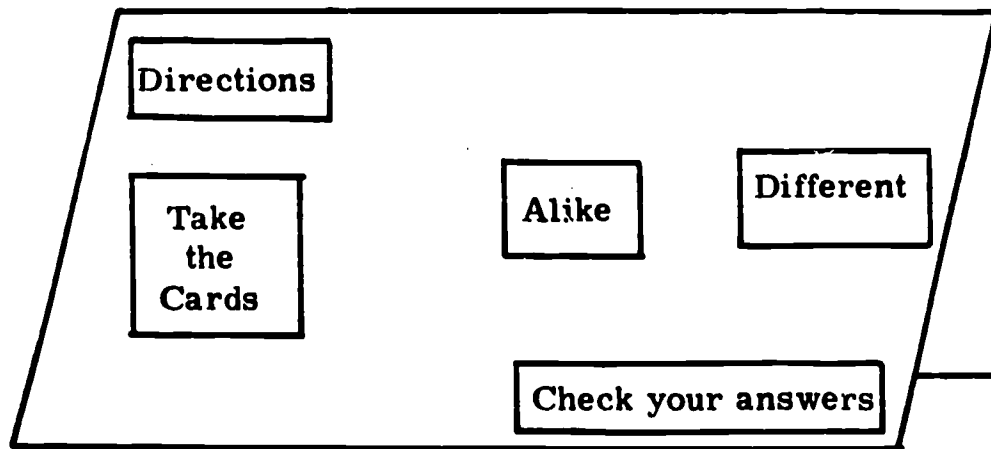 Directions
Take
the
Cards
Alike
Different
Check your answers